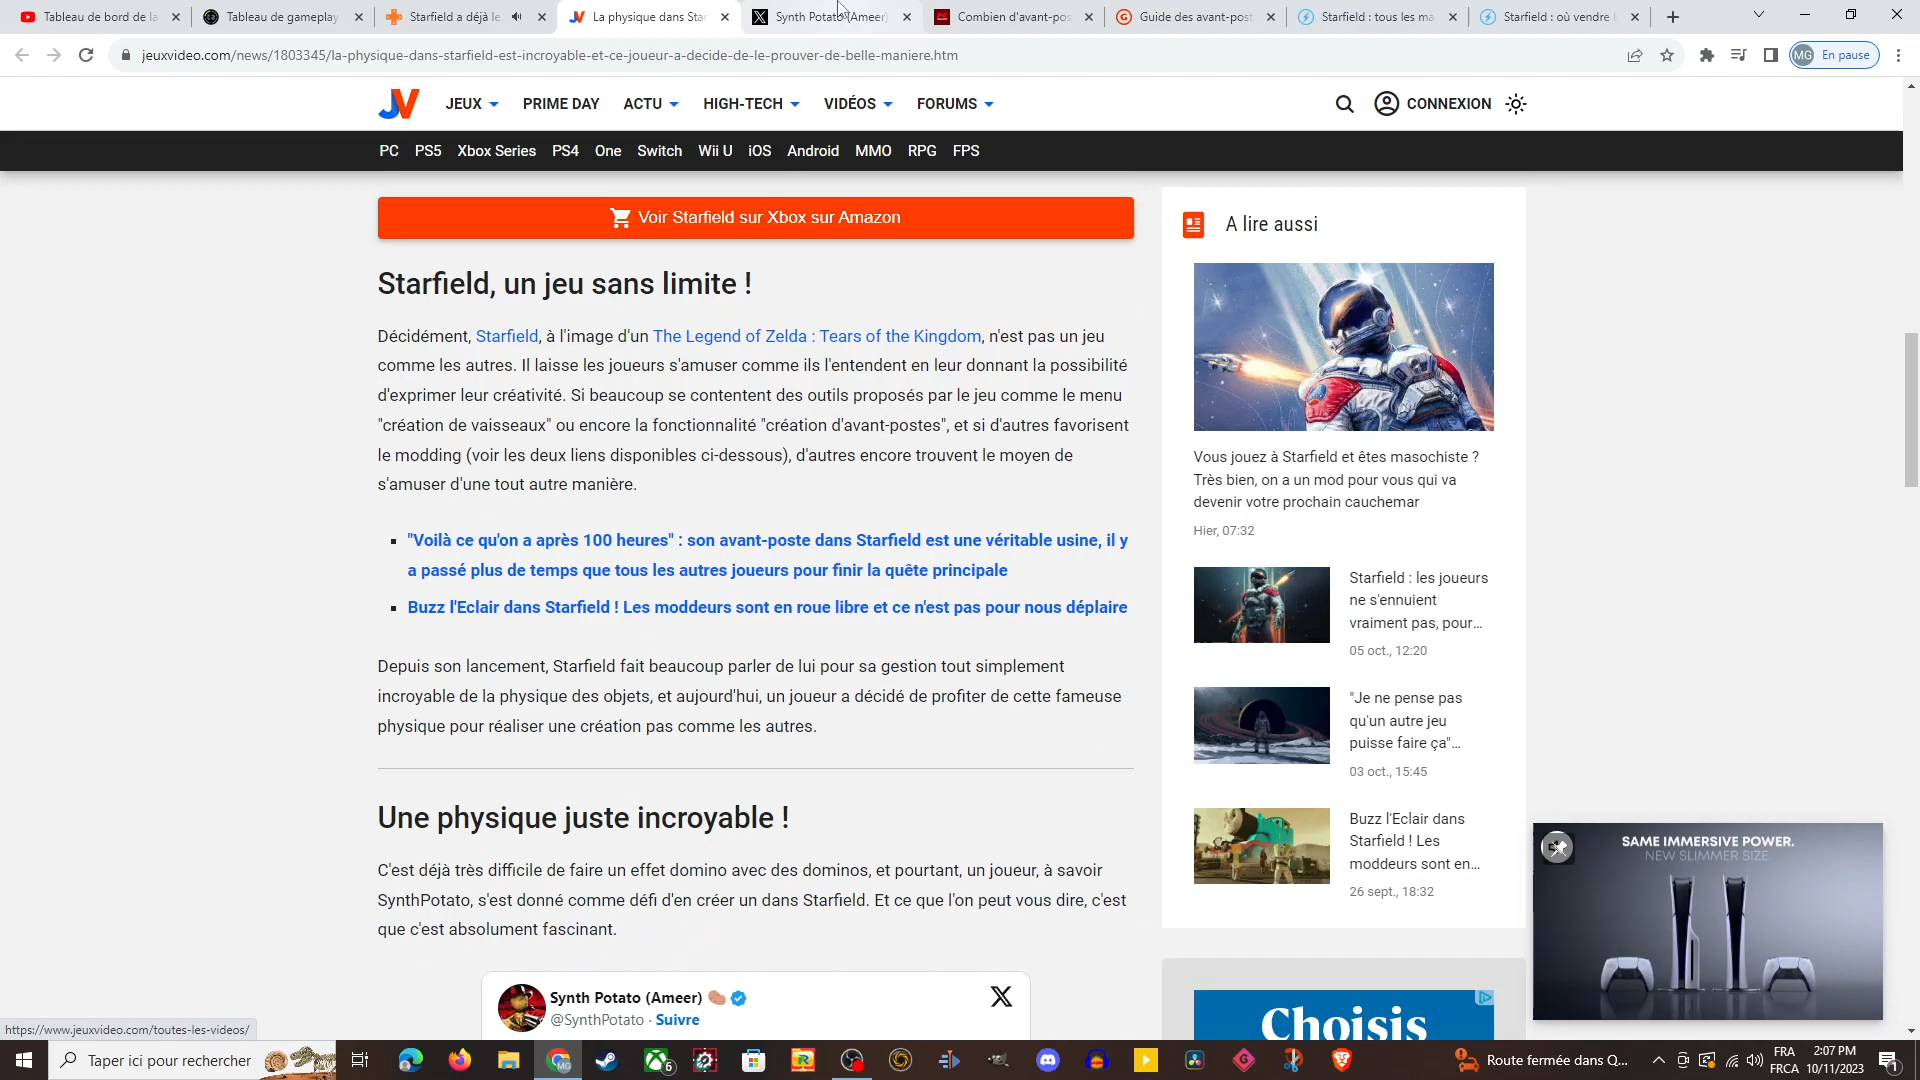 Tableau de bord de la
Tableau de gameplay
Starfield a déjà le
La physique dans Star
Synth Potato (Ameer)
Combien d'avant-pos
Guide des avant-post
Starfield : tous les ma
Starfield : où vendre l
jeuxvideo.com/news/1803345/la-physique-dans-starfield-est-incroyable-et-ce-joueur-a-decide-de-le-prouver-de-belle-maniere.htm
MG En pause
JV JEUX PRIME DAY ACTU HIGH-TECH VIDÉOS FORUMS CONNEXION
PC PS5 Xbox Series PS4 One Switch Wii U iOS Android MMO RPG FPS
Voir Starfield sur Xbox sur Amazon
Starfield, un jeu sans limite !
Décidément, Starfield, à l'image d'un The Legend of Zelda : Tears of the Kingdom, n'est pas un jeu
comme les autres. Il laisse les joueurs s'amuser comme ils l'entendent en leur donnant la possibilité
d'exprimer leur créativité. Si beaucoup se contentent des outils proposés par le jeu comme le menu
"création de vaisseaux" ou encore la fonctionnalité "création d'avant-postes", et si d'autres favorisent
le modding (voir les deux liens disponibles ci-dessous), d'autres encore trouvent le moyen de
s'amuser d'une tout autre manière.
"Voilà ce qu'on a après 100 heures" : son avant-poste dans Starfield est une véritable usine, il y
a passé plus de temps que tous les autres joueurs pour finir la quête principale
Buzz l'Eclair dans Starfield ! Les moddeurs sont en roue libre et ce n'est pas pour nous déplaire
Depuis son lancement, Starfield fait beaucoup parler de lui pour sa gestion tout simplement
incroyable de la physique des objets, et aujourd'hui, un joueur a décidé de profiter de cette fameuse
physique pour réaliser une création pas comme les autres.
Une physique juste incroyable !
C'est déjà très difficile de faire un effet domino avec des dominos, et pourtant, un joueur, à savoir
SynthPotato, s'est donné comme défi d'en créer un dans Starfield. Et ce que l'on peut vous dire, c'est
que c'est absolument fascinant.
Synth Potato (Ameer)
@SynthPotato · Suivre
A lire aussi
Vous jouez à Starfield et êtes masochiste ?
Très bien, on a un mod pour vous qui va
devenir votre prochain cauchemar
Hier, 07:32
Starfield : les joueurs
ne s'ennuient
vraiment pas, pour...
05 oct., 12:20
"Je ne pense pas
qu'un autre jeu
puisse faire ça"...
03 oct., 15:45
Buzz l'Eclair dans
Starfield ! Les
moddeurs sont en...
26 sept., 18:32
SAME IMMERSIVE POWER.
NEW SLIMMER SIZE.
Choisis
https://www.jeuxvideo.com/toutes-les-videos/
Taper ici pour rechercher
MG
6
Route fermée dans Q...
FRA
FRCA
2:07 PM
10/11/2023
1